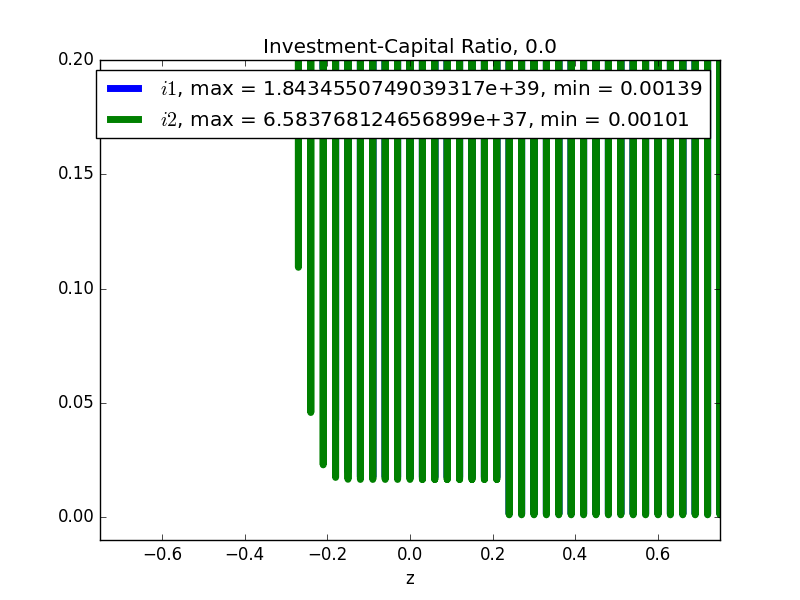 Investment-Capital Ratio, 0.0
i1, max = 1.8434550749039317e+39, min = 0.00139
i2, max = 6.583768124656899e+37, min = 0.00101
0.20
0.15
0.10
0.05
0.00
−0.6 −0.4 −0.2 0.0 0.2 0.4 0.6
z